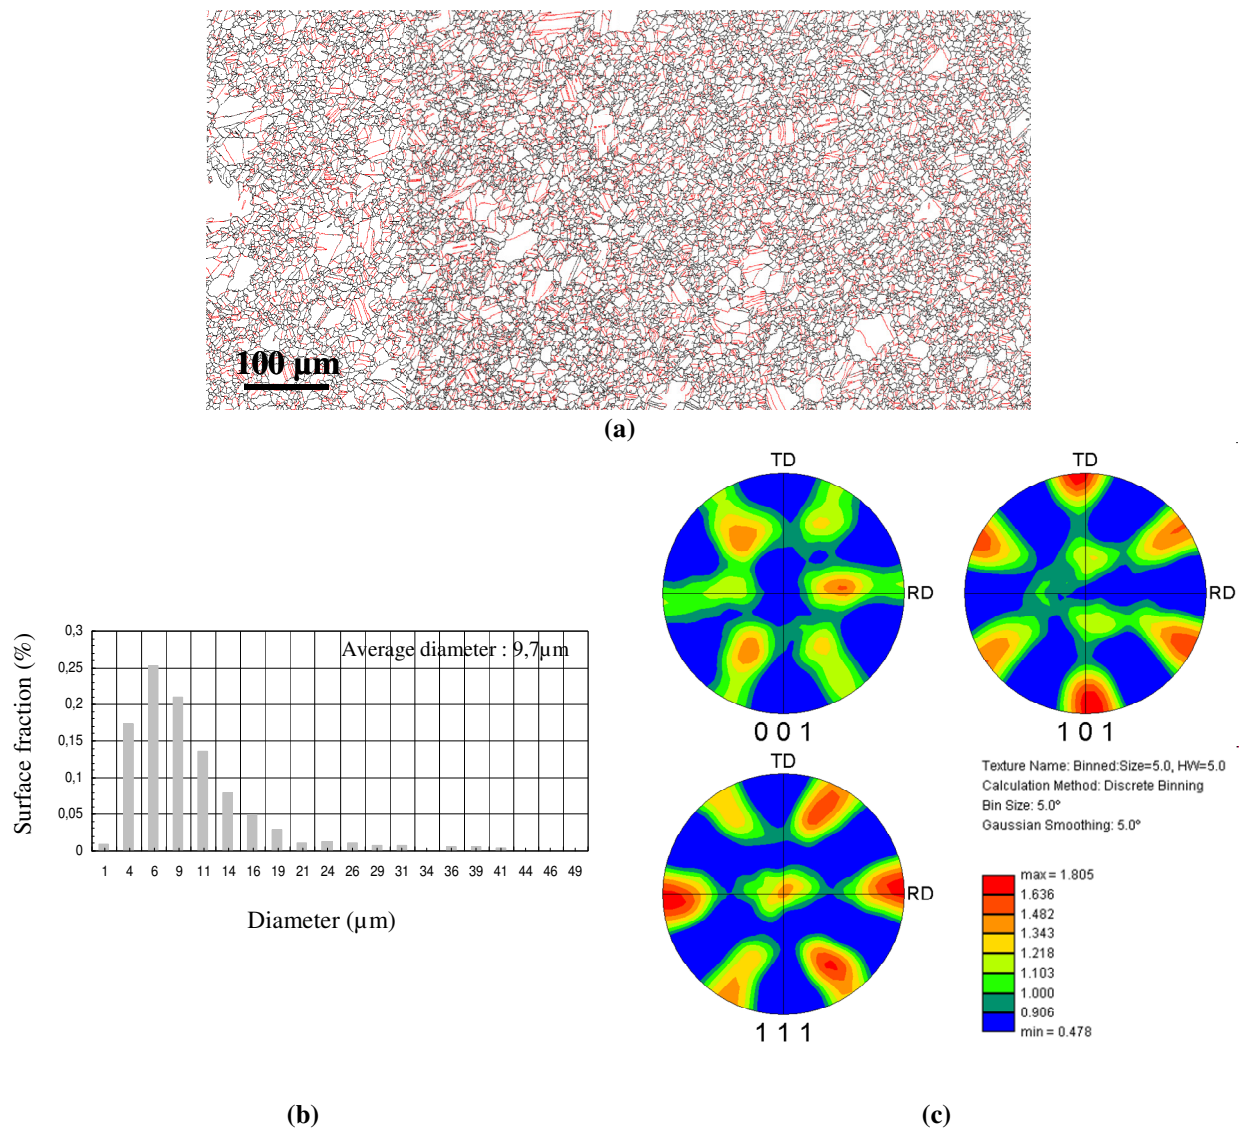 100 µm
(a)
TD
TD
RD
RD
0 0 1
1 0 1
Surface fraction (%)
0,3
0,25
0,2
0,15
0,1
0,05
0
Average diameter : 9,7µm
1 4 6 9 11 14 16 19 21 24 26 29 31 34 36 39 41 44 46 49
Diameter (µm)
TD
RD
1 1 1
Texture Name: Binned:Size=5.0, HW=5.0
Calculation Method: Discrete Binning
Bin Size: 5.0°
Gaussian Smoothing: 5.0°
max = 1.805
1.636
1.482
1.343
1.218
1.103
1.000
0.906
min = 0.478
(b)
(c)